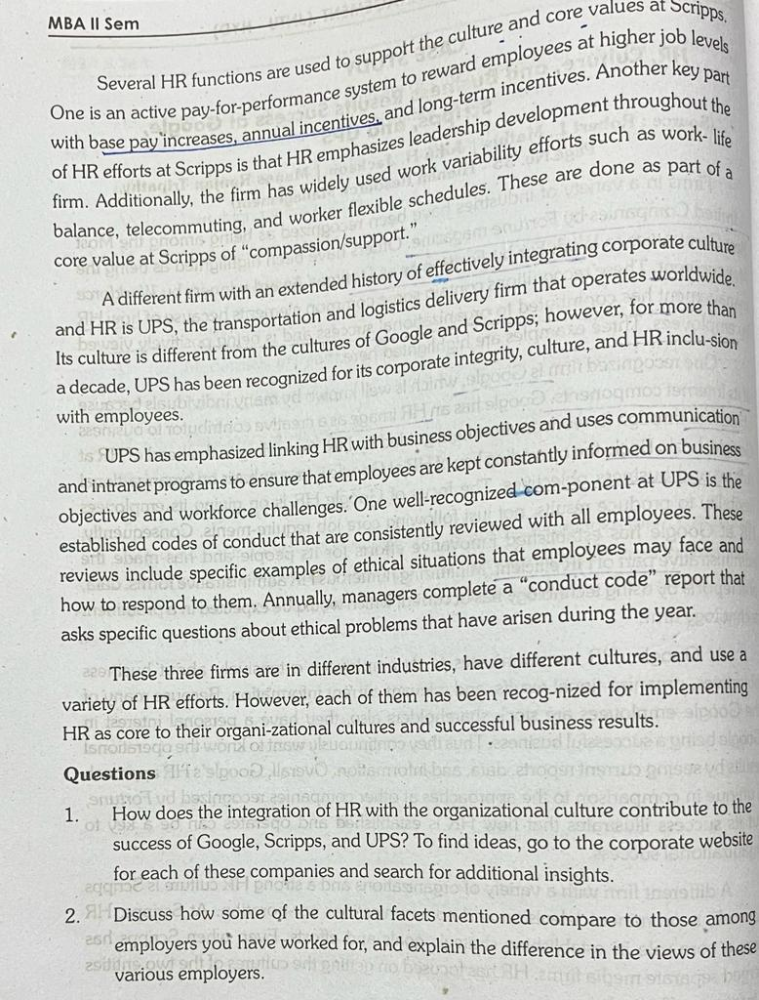 MBA II Sem
Several HR functions are used to support the culture and core values at Scripps.
One is an active pay-for-performance system to reward employees at higher job levels
with base pay increases, annual incentives, and long-term incentives. Another key part
of HR efforts at Scripps is that HR emphasizes leadership development throughout the
firm. Additionally, the firm has widely used work variability efforts such as work- life
balance, telecommuting, and worker flexible schedules. These are done as part of a
core value at Scripps of “compassion/support.”
A different firm with an extended history of effectively integrating corporate culture
and HR is UPS, the transportation and logistics delivery firm that operates worldwide.
Its culture is different from the cultures of Google and Scripps; however, for more than
a decade, UPS has been recognized for its corporate integrity, culture, and HR inclu-sion
with employees.
UPS has emphasized linking HR with business objectives and uses communication
and intranet programs to ensure that employees are kept constantly informed on business
objectives and workforce challenges. One well-recognized com-ponent at UPS is the
established codes of conduct that are consistently reviewed with all employees. These
reviews include specific examples of ethical situations that employees may face and
how to respond to them. Annually, managers complete a “conduct code” report that
asks specific questions about ethical problems that have arisen during the year.
These three firms are in different industries, have different cultures, and use a
variety of HR efforts. However, each of them has been recog-nized for implementing
HR as core to their organi-zational cultures and successful business results.
Questions
1. How does the integration of HR with the organizational culture contribute to the
success of Google, Scripps, and UPS? To find ideas, go to the corporate website
for each of these companies and search for additional insights.
2. Discuss how some of the cultural facets mentioned compare to those among
employers you have worked for, and explain the difference in the views of these
various employers.